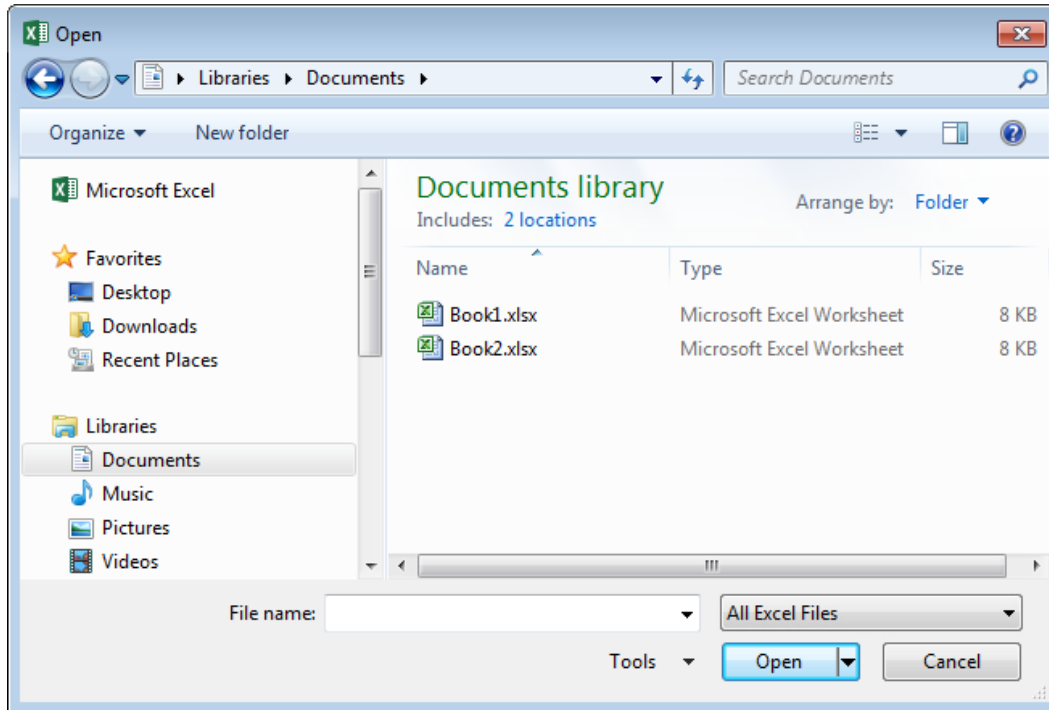 Open
Libraries Documents
Search Documents
Organize New folder
Microsoft Excel
Favorites
Desktop
Downloads
Recent Places
Libraries
Documents
Music
Pictures
Videos
Documents library
Includes: 2 locations
Arrange by: Folder
Name Type Size
Book1.xlsx Microsoft Excel Worksheet 8 KB
Book2.xlsx Microsoft Excel Worksheet 8 KB
File name: All Excel Files
Tools Open Cancel